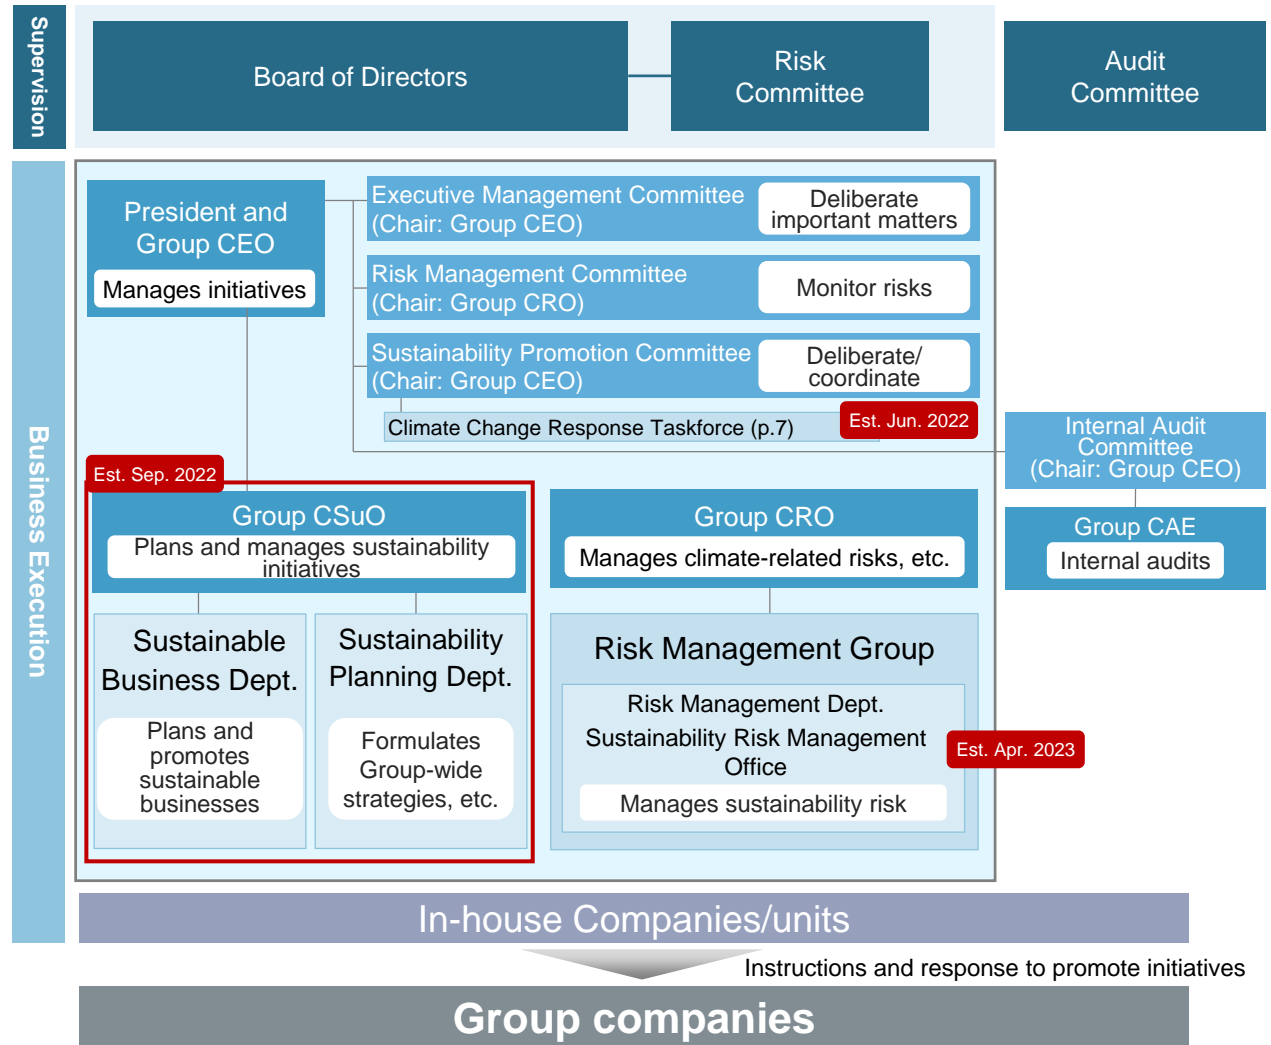 Supervision
Board of Directors
Risk
Committee
Audit
Committee
Business Execution
President and
Group CEO
Manages initiatives
Executive Management Committee
(Chair: Group CEO)
Deliberate
important matters
Risk Management Committee
(Chair: Group CRO)
Monitor risks
Sustainability Promotion Committee
(Chair: Group CEO)
Deliberate/
coordinate
Climate Change Response Taskforce (p.7)
Est. Jun. 2022
Internal Audit
Committee
(Chair: Group CEO)
Group CAE
Internal audits
Est. Sep. 2022
Group CSuO
Plans and manages sustainability
initiatives
Group CRO
Manages climate-related risks, etc.
Sustainable
Business Dept.
Plans and
promotes
sustainable
businesses
Sustainability
Planning Dept.
Formulates
Group-wide
strategies, etc.
Risk Management Group
Risk Management Dept.
Sustainability Risk Management
Office
Est. Apr. 2023
Manages sustainability risk
In-house Companies/units
Instructions and response to promote initiatives
Group companies